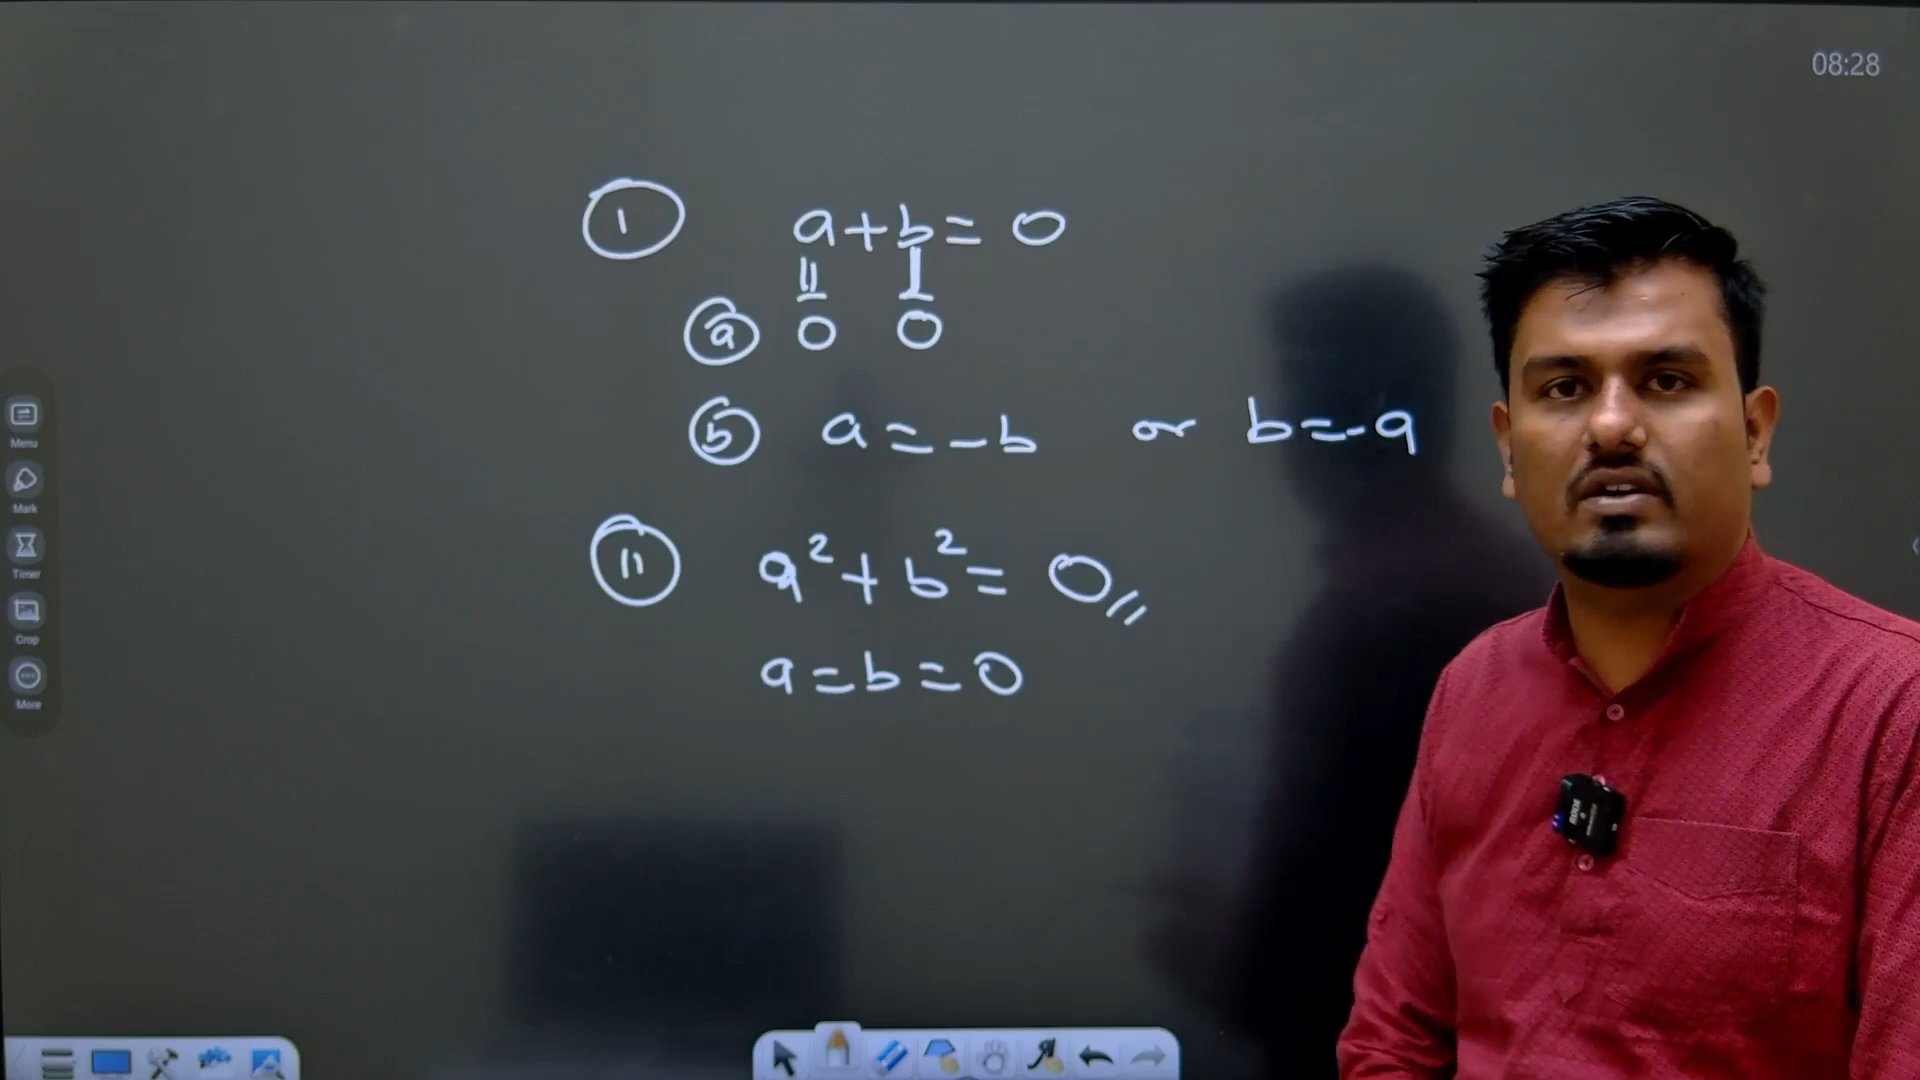 08:28
① a + b = 0
ⓐ 0 0
ⓑ a = - b or b = - a
⑪ a² + b² = 0
a = b = 0
Menu
Mark
Timer
Crop
More